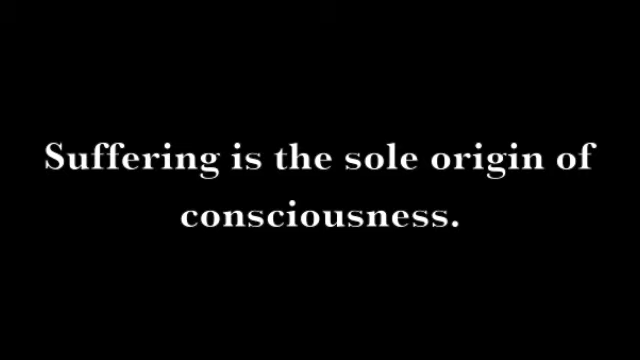 Suffering is the sole origin of
consciousness.